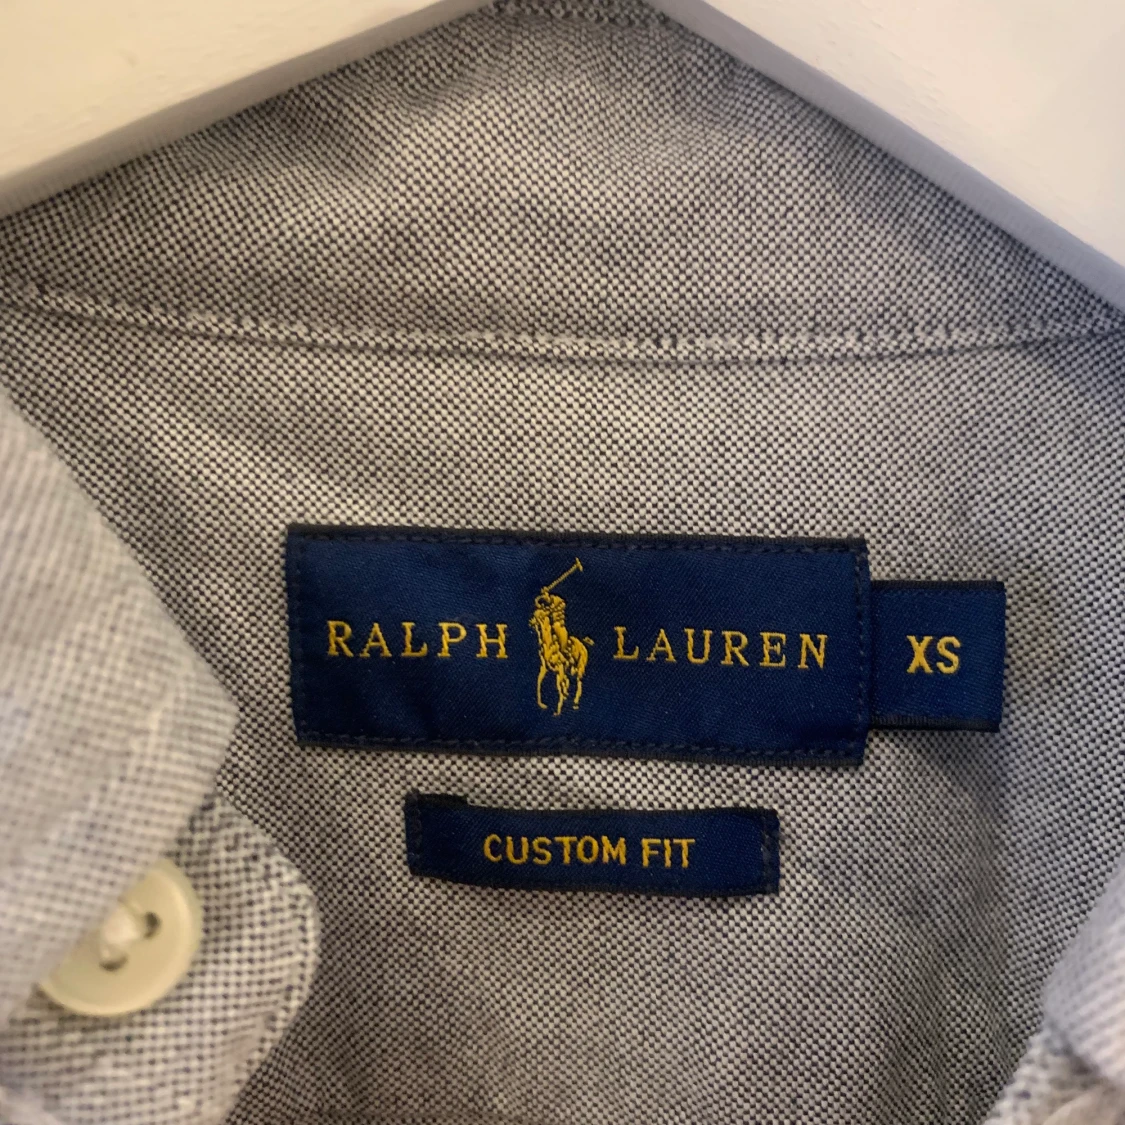 RALPH LAUREN
XS
CUSTOM FIT